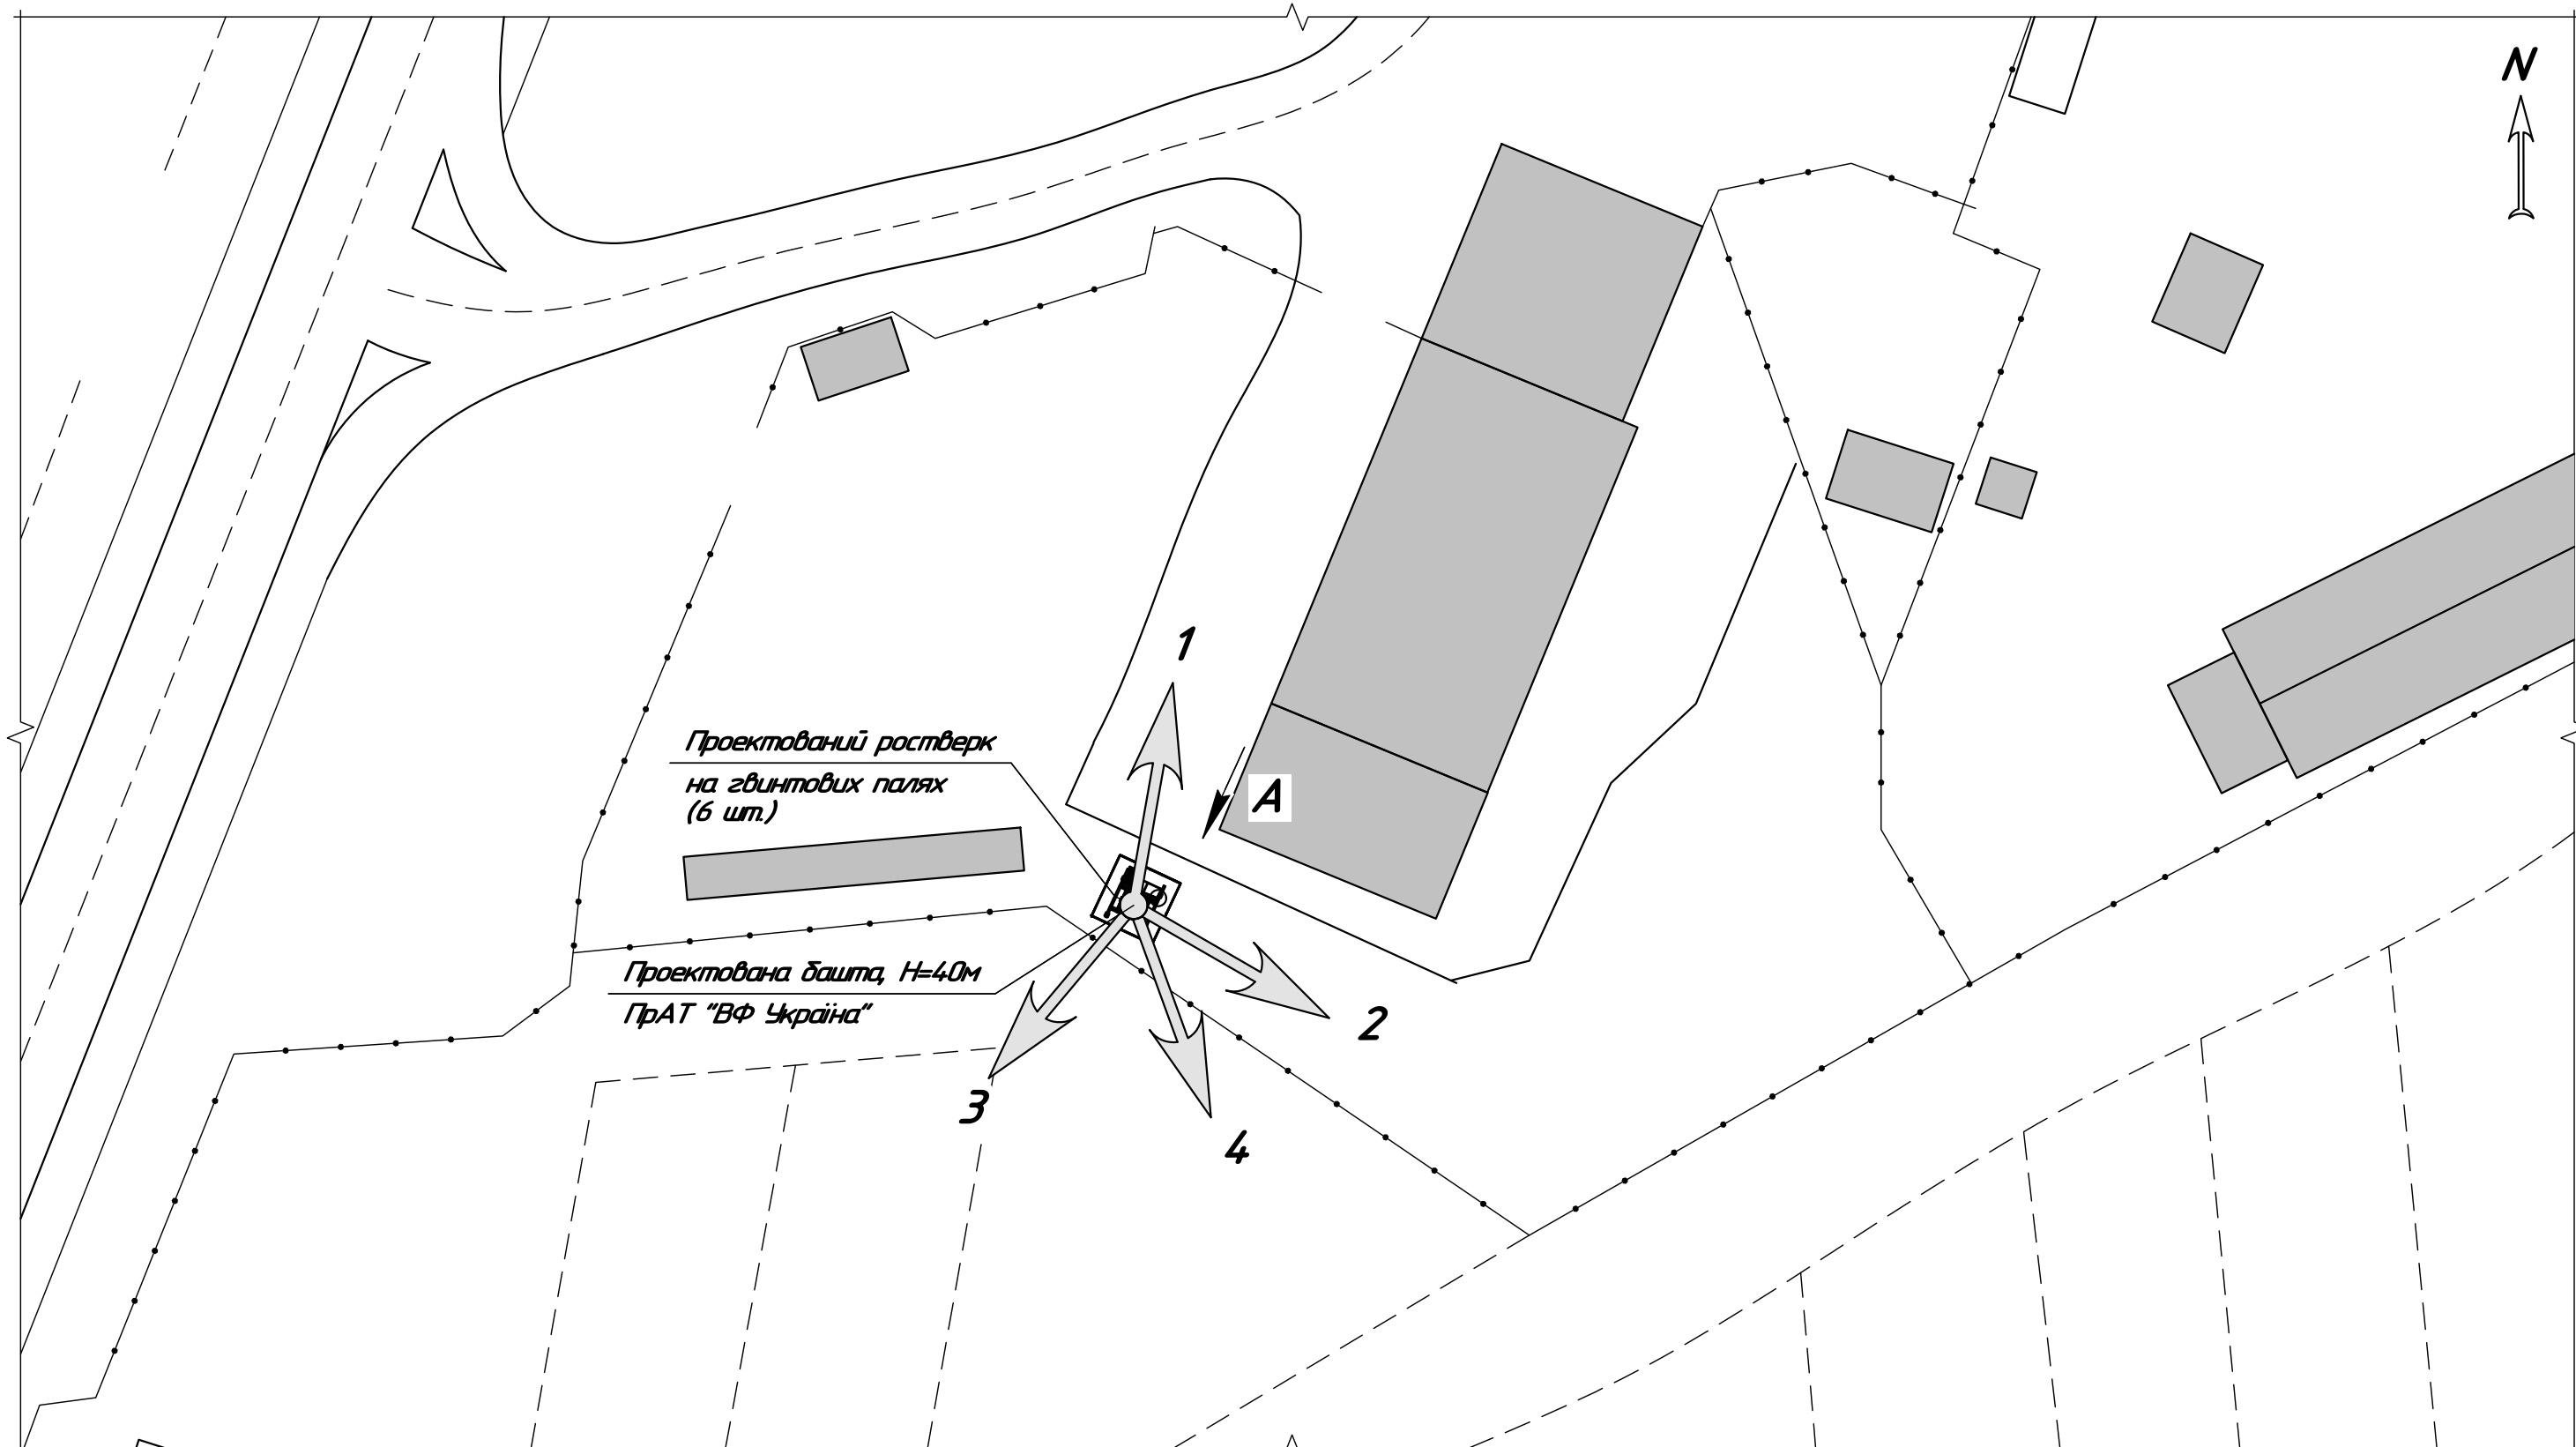 N
1
Проектований ростверк
на гвинтових палях
(6 шт.)
А
Проектована башта, Н=40м
ПрАТ "ВФ Україна"
2
3
4